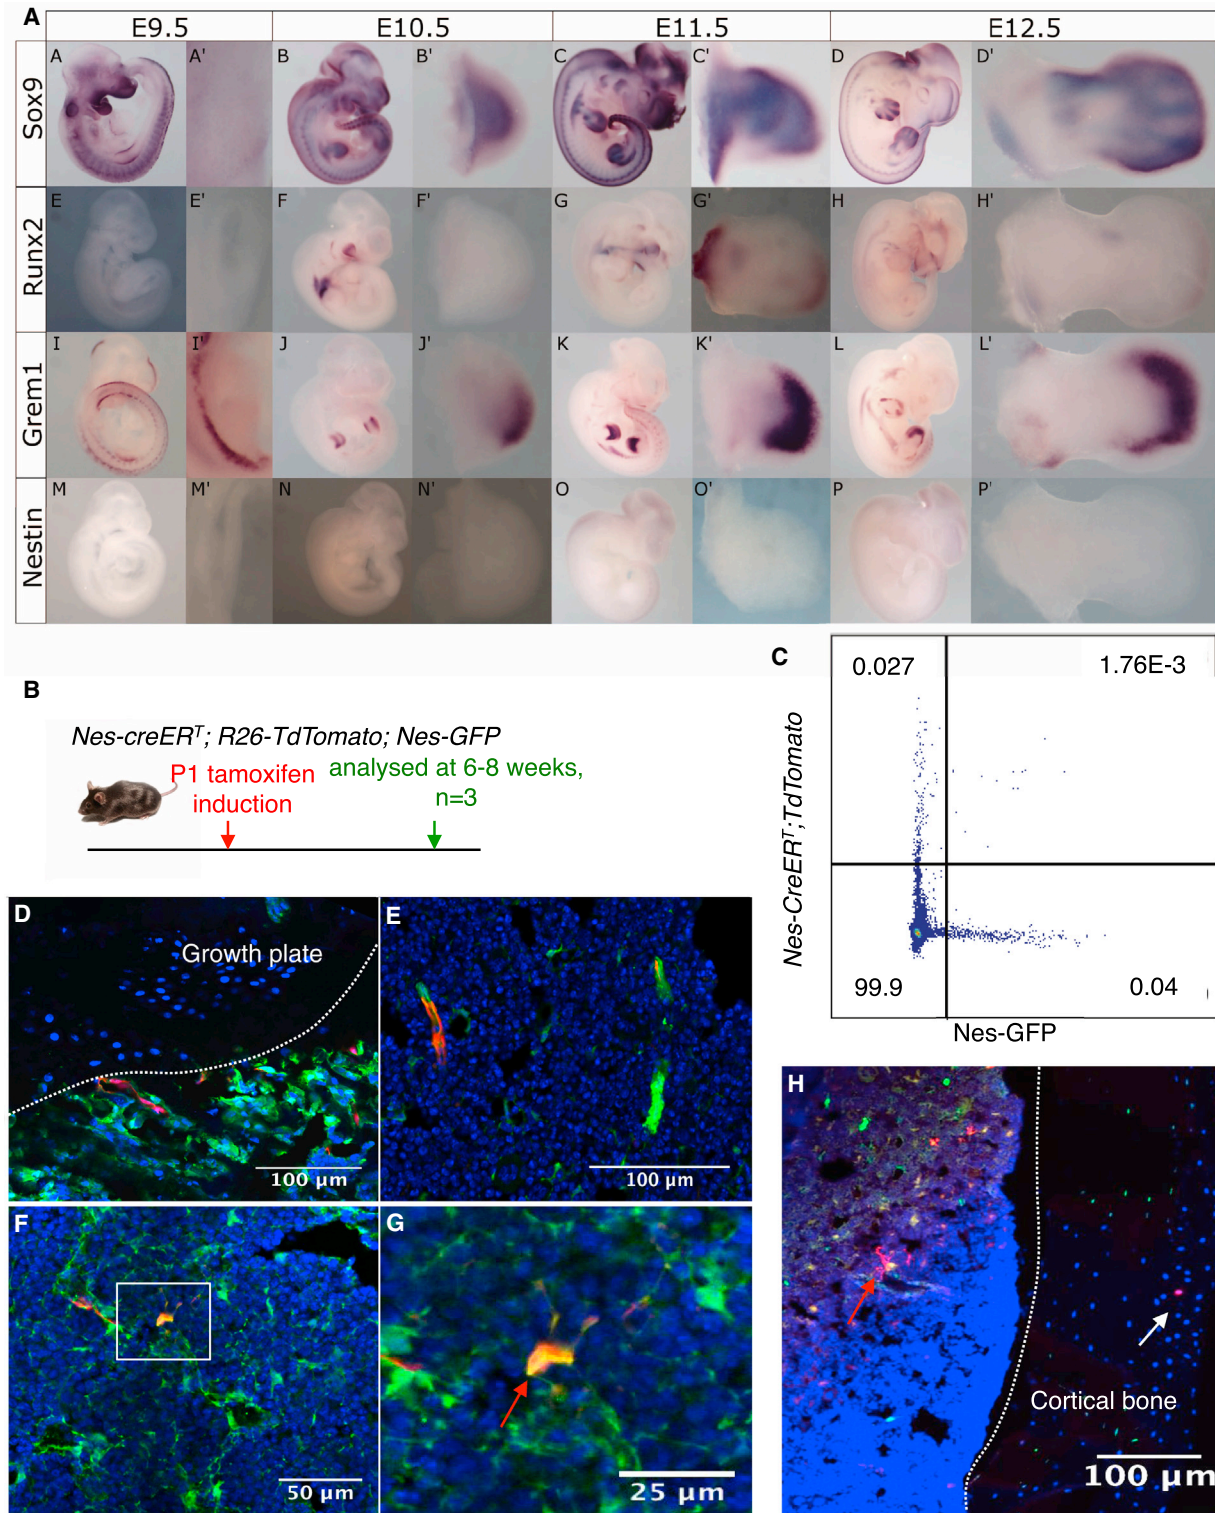 A
E9.5 E10.5 E11.5 E12.5
Sox9
A A' B B' C C' D D'
Runx2
E E' F F' G G' H H'
Grem1
I I' J J' K K' L L'
Nestin
M M' N N' O O' P P'
B
Nes-creERT; R26-TdTomato; Nes-GFP
P1 tamoxifen
induction
analysed at 6-8 weeks,
n=3
C
0.027 1.76E-3
Nes-CreERT;TdTomato
99.9 0.04
Nes-GFP
D
Growth plate
100 µm
E
100 µm
F
50 µm
G
25 µm
H
Cortical bone
100 µm